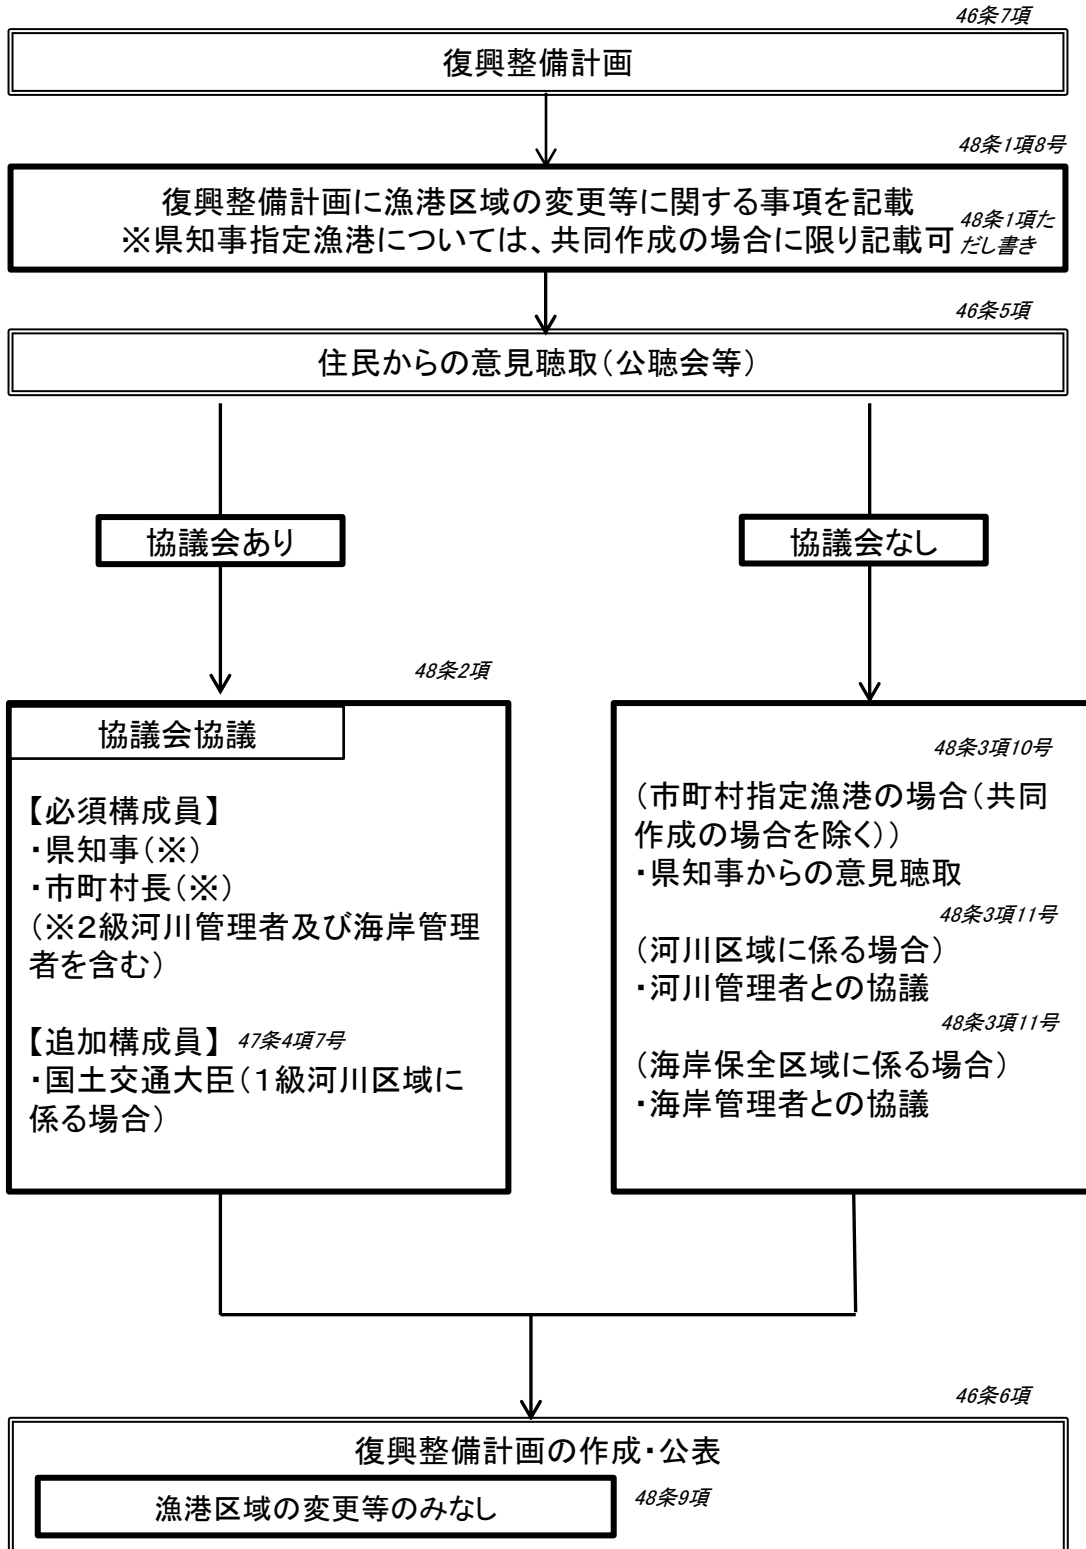 46条7項
復興整備計画
48条1項8号
復興整備計画に漁港区域の変更等に関する事項を記載
※県知事指定漁港については、共同作成の場合に限り記載可
48条1項た
だし書き
46条5項
住民からの意見聴取(公聴会等)
協議会あり
協議会なし
48条2項
協議会協議
【必須構成員】
・県知事(※)
・市町村長(※)
(※2級河川管理者及び海岸管理
者を含む)
【追加構成員】 47条4項7号
・国土交通大臣(1級河川区域に
係る場合)
48条3項10号
(市町村指定漁港の場合(共同
作成の場合を除く))
・県知事からの意見聴取
48条3項11号
(河川区域に係る場合)
・河川管理者との協議
48条3項11号
(海岸保全区域に係る場合)
・海岸管理者との協議
46条6項
復興整備計画の作成・公表
漁港区域の変更等のみなし
48条9項